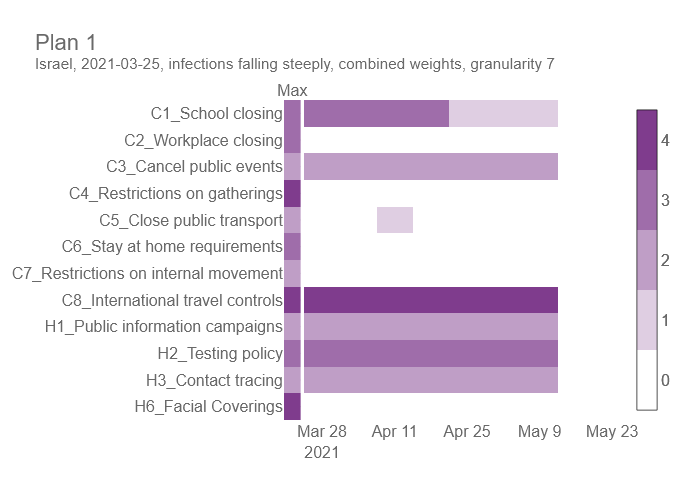 Plan 1
Israel, 2021-03-25, infections falling steeply, combined weights, granularity 7
Max
C1_School closing
C2_Workplace closing
C3_Cancel public events
C4_Restrictions on gatherings
C5_Close public transport
C6_Stay at home requirements
C7_Restrictions on internal movement
C8_International travel controls
H1_Public information campaigns
H2_Testing policy
H3_Contact tracing
H6_Facial Coverings
4
3
2
1
0
Mar 28 Apr 11 Apr 25 May 9 May 23
2021